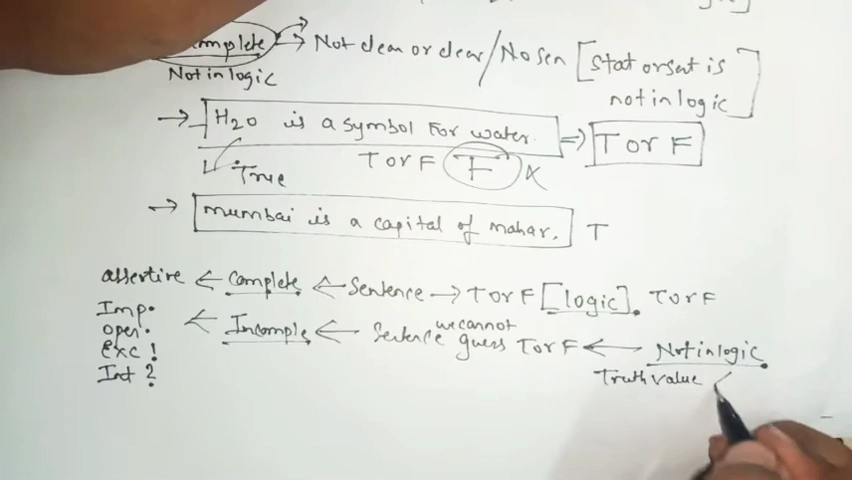 complete → Not clear or clear / No sen [stat or sent is
not in logic]
Not in logic
→ H2O is a symbol For water. ⇒ T or F
True T or F F X
→ mumbai is a capital of mahar. T
assertive ← complete ← Sentence → T or F [logic]. T or F
Imp. ← Incomple ← Sentence we cannot guess T or F ← Not in logic.
oper.
exc !
Int ?
Truth value <